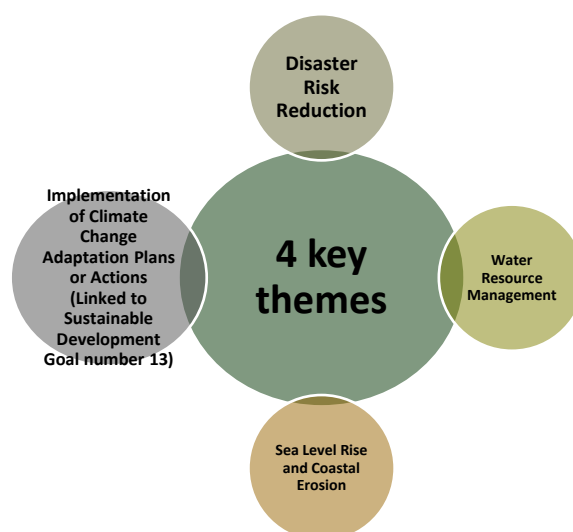 Disaster
Risk
Reduction
Implementation
of Climate
Change
Adaptation Plans
or Actions
(Linked to
Sustainable
Development
Goal number 13)
4 key
themes
Water
Resource
Management
Sea Level Rise
and Coastal
Erosion